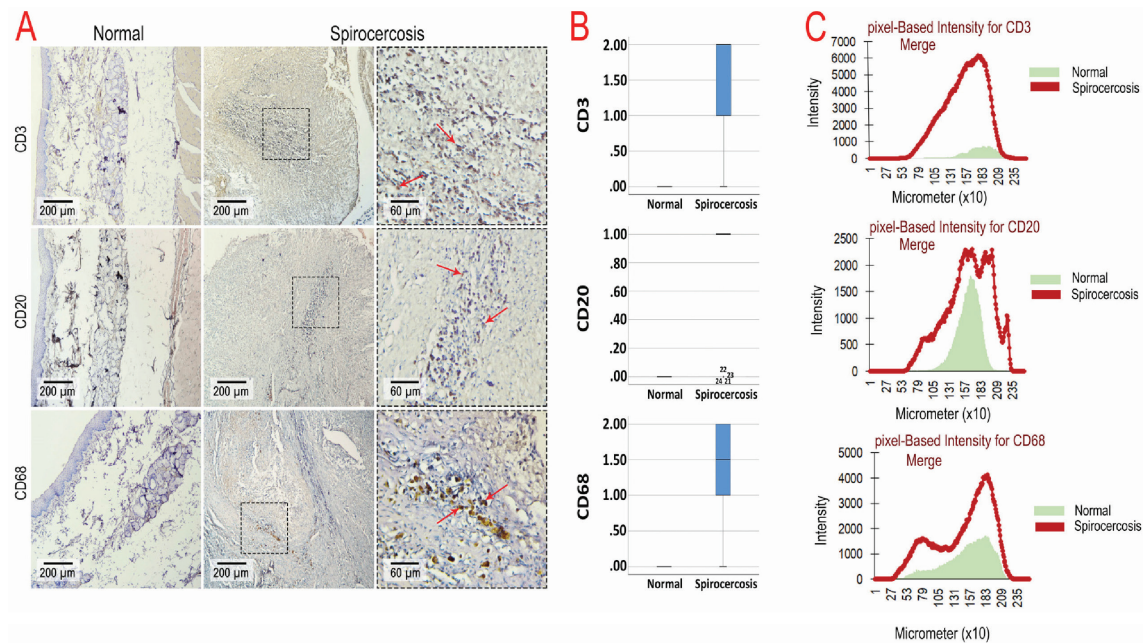 A
Normal
Spirocercosis
CD3
200 µm
200 µm
60 µm
CD20
200 µm
200 µm
60 µm
CD68
200 µm
200 µm
60 µm
B
CD3
2.00
1.50
1.00
.50
.00
Normal Spirocercosis
CD20
1.00
.80
.60
.40
.20
.00
22
23
24 21
Normal Spirocercosis
CD68
2.00
1.50
1.00
.50
.00
Normal Spirocercosis
C
pixel-Based Intensity for CD3
Merge
Intensity
7000
6000
5000
4000
3000
2000
1000
0
1 27 53 79 105 131 157 183 209 235
Micrometer (x10)
Normal
Spirocercosis
pixel-Based Intensity for CD20
Merge
Intensity
2500
2000
1500
1000
500
0
1 27 53 79 105 131 157 183 209 235
Micrometer (x10)
Normal
Spirocercosis
pixel-Based Intensity for CD68
Merge
Intensity
5000
4000
3000
2000
1000
0
1 27 53 79 105 131 157 183 209 235
Micrometer (x10)
Normal
Spirocercosis